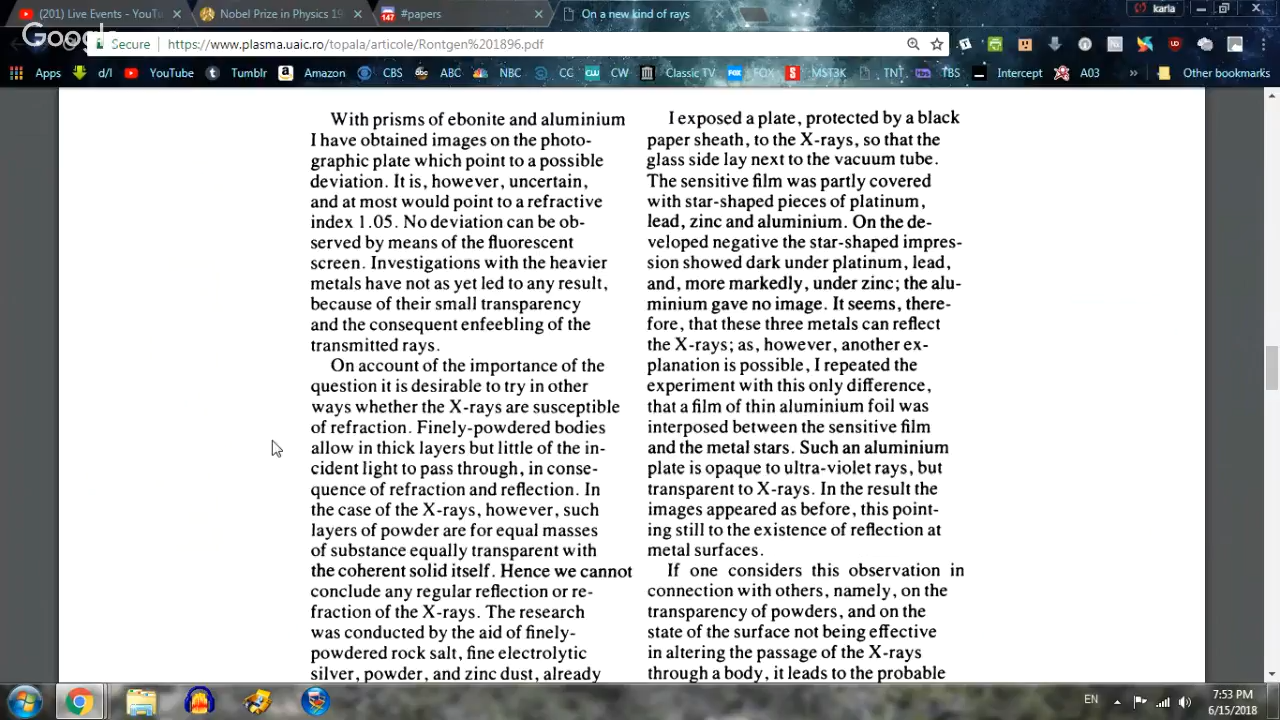 (201) Live Events - YouTu
Nobel Prize in Physics 19
147
#papers
On a new kind of rays
karla
Secure
https://www.plasma.uaic.ro/topala/articole/Rontgen%201896.pdf
Apps
d/l
YouTube
Tumblr
Amazon
CBS
ABC
NBC
CC
CW
Classic TV
FOX
MST3K
TNT
TBS
Intercept
A03
»
Other bookmarks
With prisms of ebonite and aluminium
I have obtained images on the photo-
graphic plate which point to a possible
deviation. It is, however, uncertain,
and at most would point to a refractive
index 1.05. No deviation can be ob-
served by means of the fluorescent
screen. Investigations with the heavier
metals have not as yet led to any result,
because of their small transparency
and the consequent enfeebling of the
transmitted rays.
On account of the importance of the
question it is desirable to try in other
ways whether the X-rays are susceptible
of refraction. Finely-powdered bodies
allow in thick layers but little of the in-
cident light to pass through, in conse-
quence of refraction and reflection. In
the case of the X-rays, however, such
layers of powder are for equal masses
of substance equally transparent with
the coherent solid itself. Hence we cannot
conclude any regular reflection or re-
fraction of the X-rays. The research
was conducted by the aid of finely-
powdered rock salt, fine electrolytic
silver, powder, and zinc dust, already
I exposed a plate, protected by a black
paper sheath, to the X-rays, so that the
glass side lay next to the vacuum tube.
The sensitive film was partly covered
with star-shaped pieces of platinum,
lead, zinc and aluminium. On the de-
veloped negative the star-shaped impres-
sion showed dark under platinum, lead,
and, more markedly, under zinc; the alu-
minium gave no image. It seems, there-
fore, that these three metals can reflect
the X-rays; as, however, another ex-
planation is possible, I repeated the
experiment with this only difference,
that a film of thin aluminium foil was
interposed between the sensitive film
and the metal stars. Such an aluminium
plate is opaque to ultra-violet rays, but
transparent to X-rays. In the result the
images appeared as before, this point-
ing still to the existence of reflection at
metal surfaces.
If one considers this observation in
connection with others, namely, on the
transparency of powders, and on the
state of the surface not being effective
in altering the passage of the X-rays
through a body, it leads to the probable
EN
7:53 PM
6/15/2018